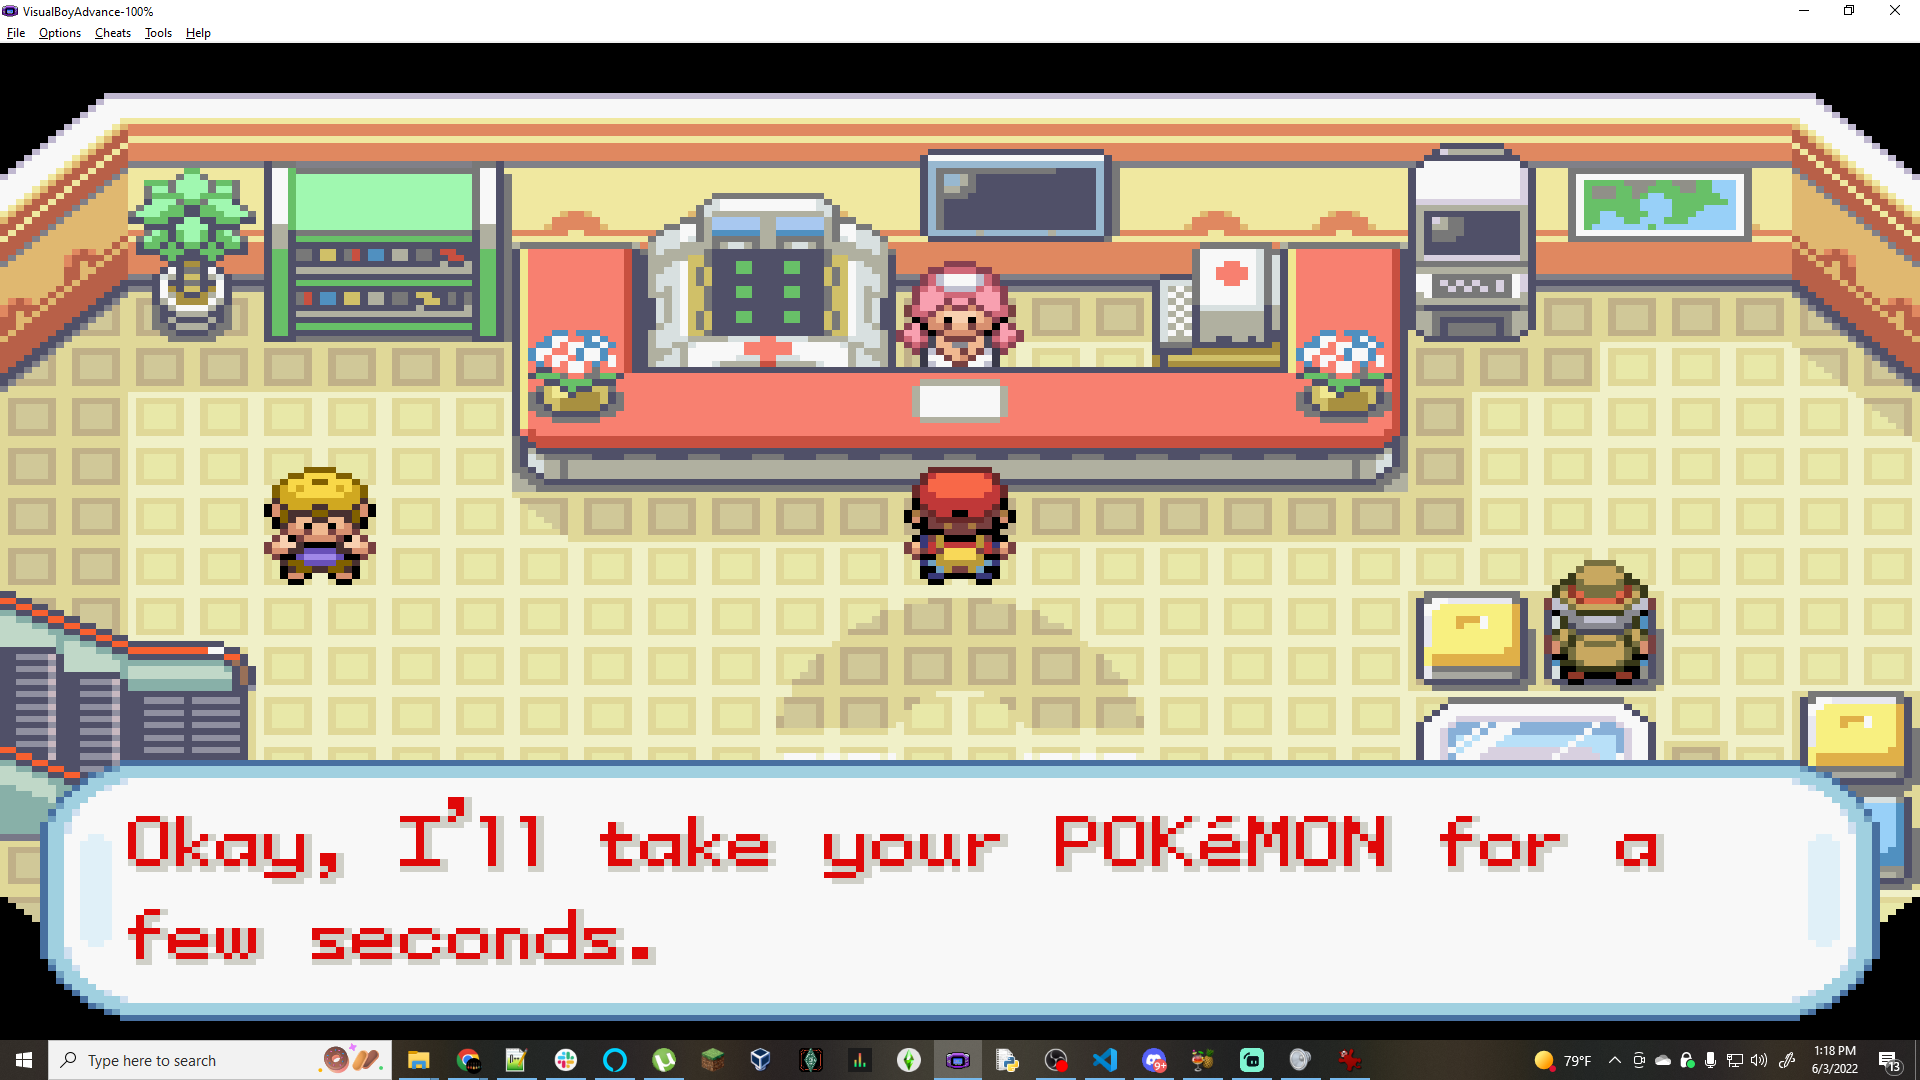 VisualBoyAdvance-100%
File Options Cheats Tools Help
Okay, I'll take your POKéMON for a
few seconds.
Type here to search
9+
79°F
1:18 PM
6/3/2022
13